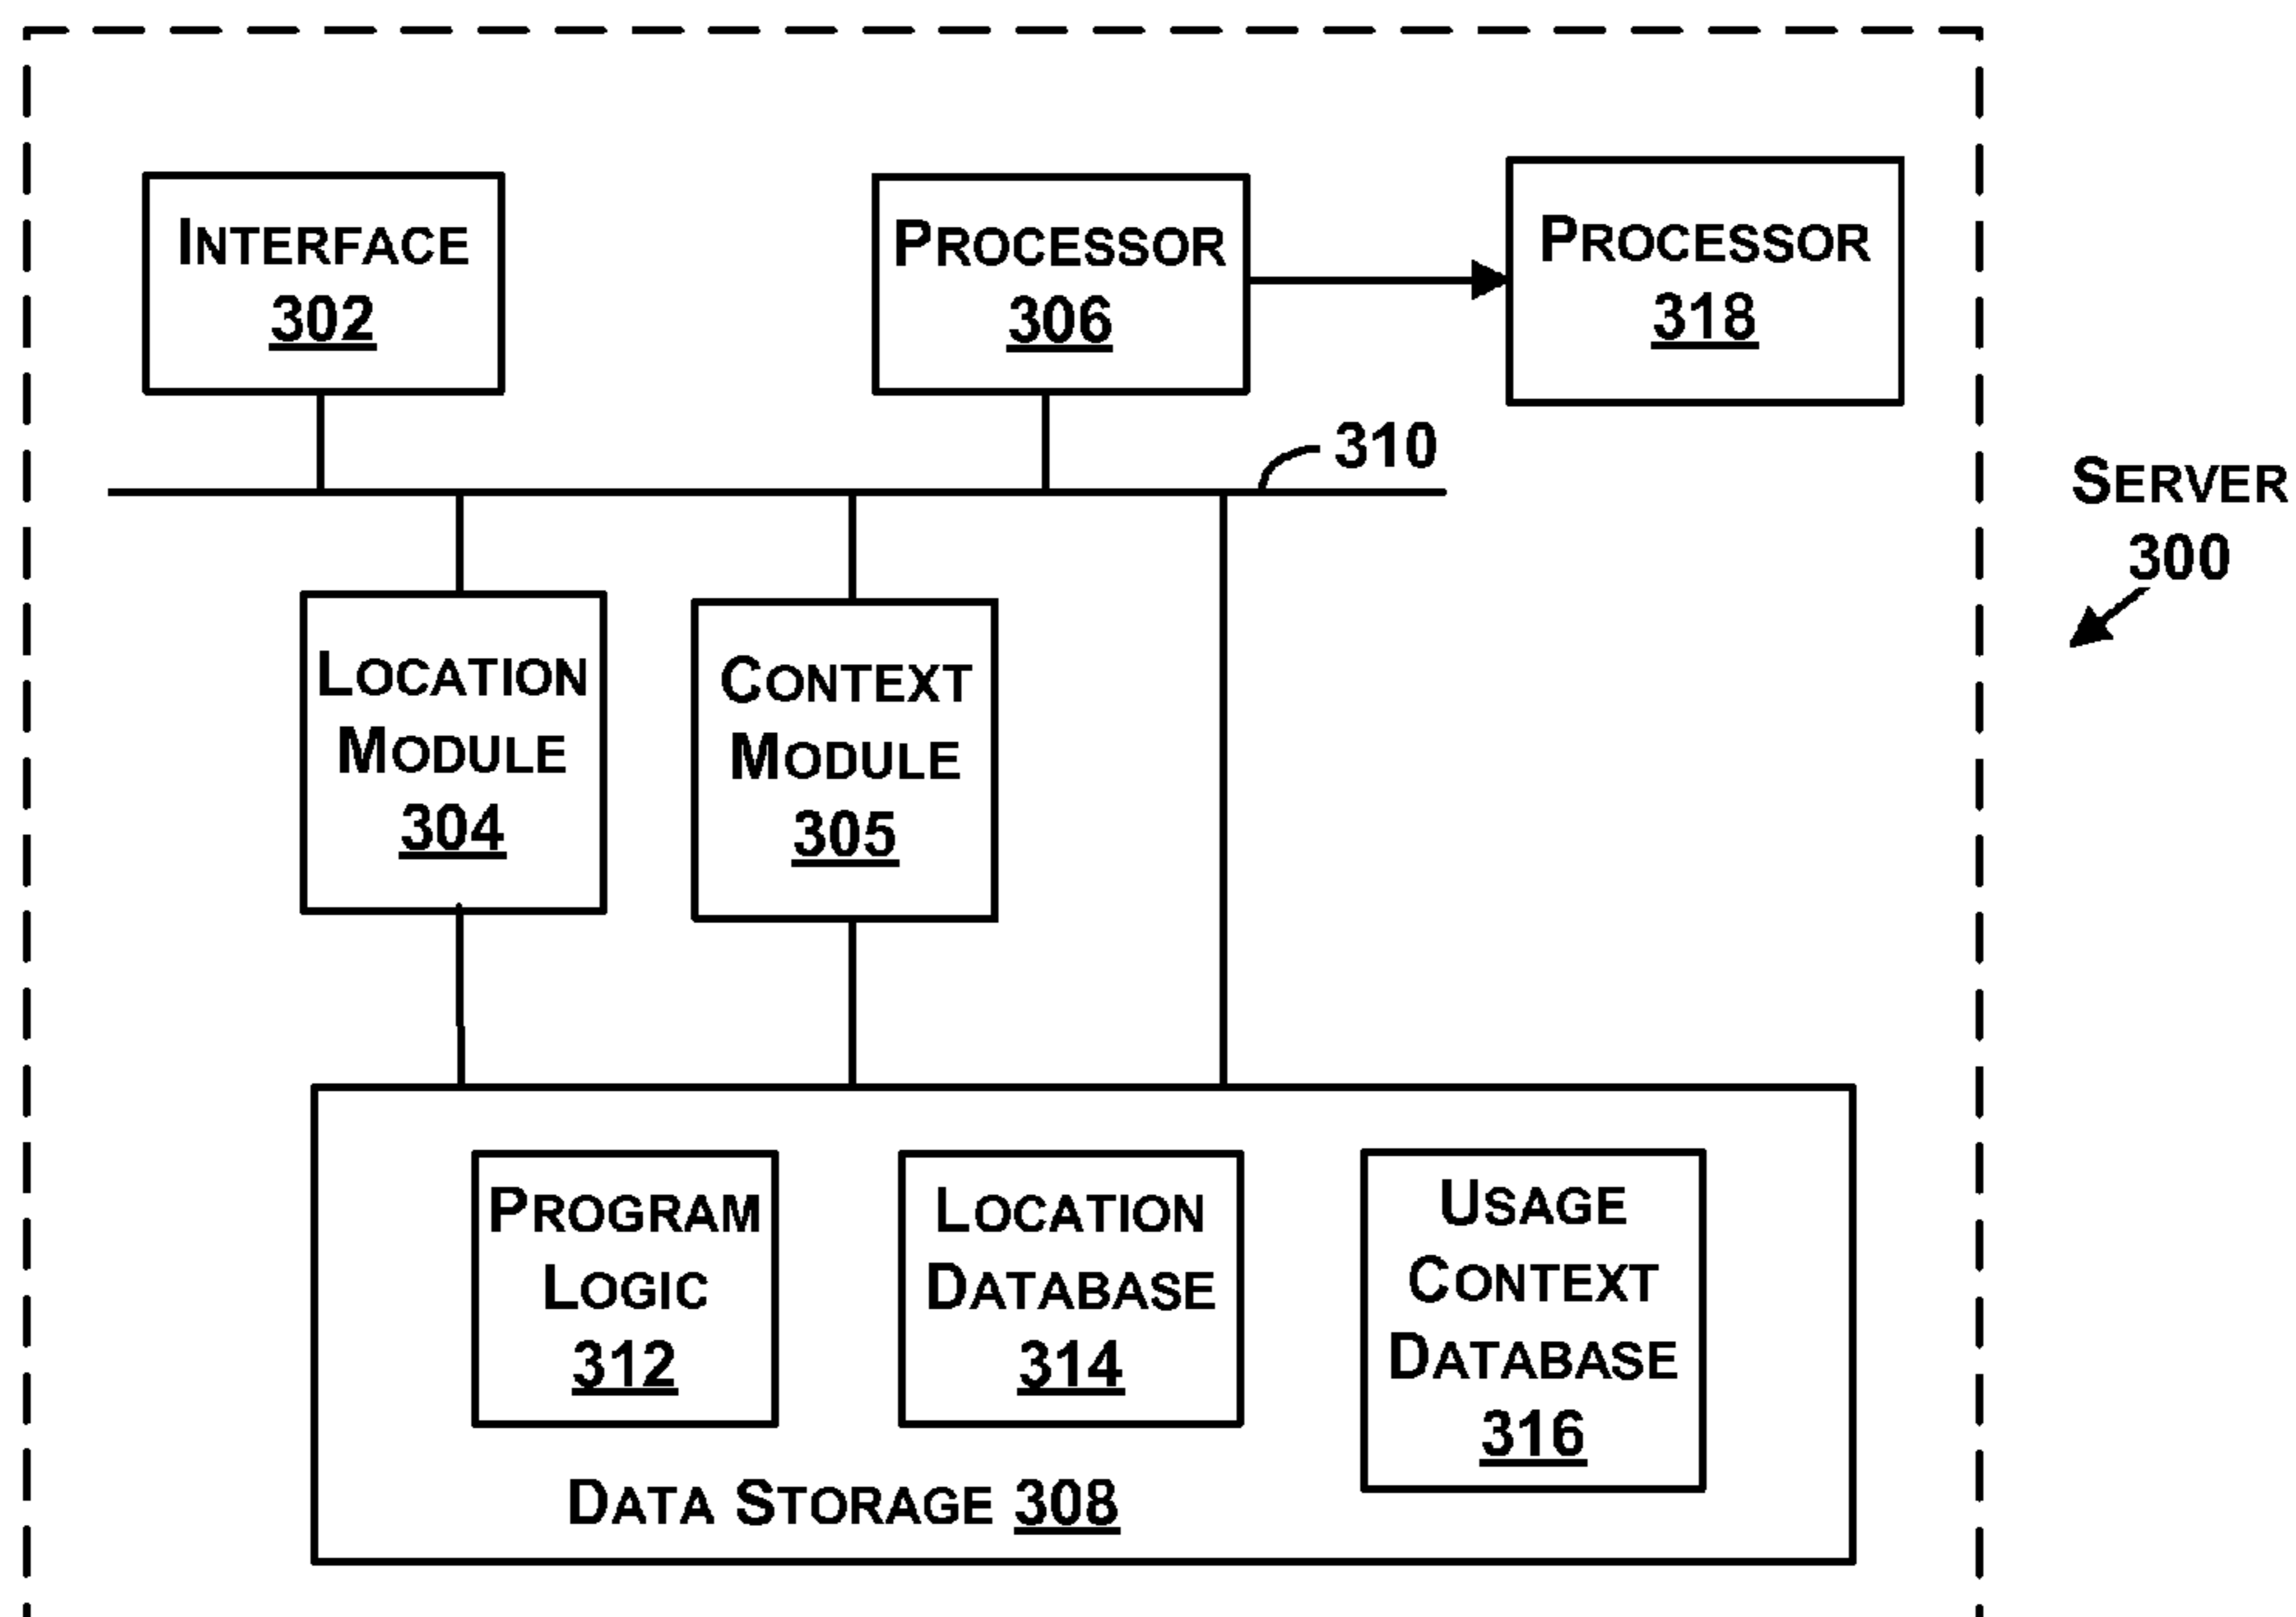 INTERFACE
302
PROCESSOR
306
PROCESSOR
318
310
SERVER
300
LOCATION
MODULE
304
CONTEXT
MODULE
305
PROGRAM
LOGIC
312
LOCATION
DATABASE
314
USAGE
CONTEXT
DATABASE
316
DATA STORAGE 308